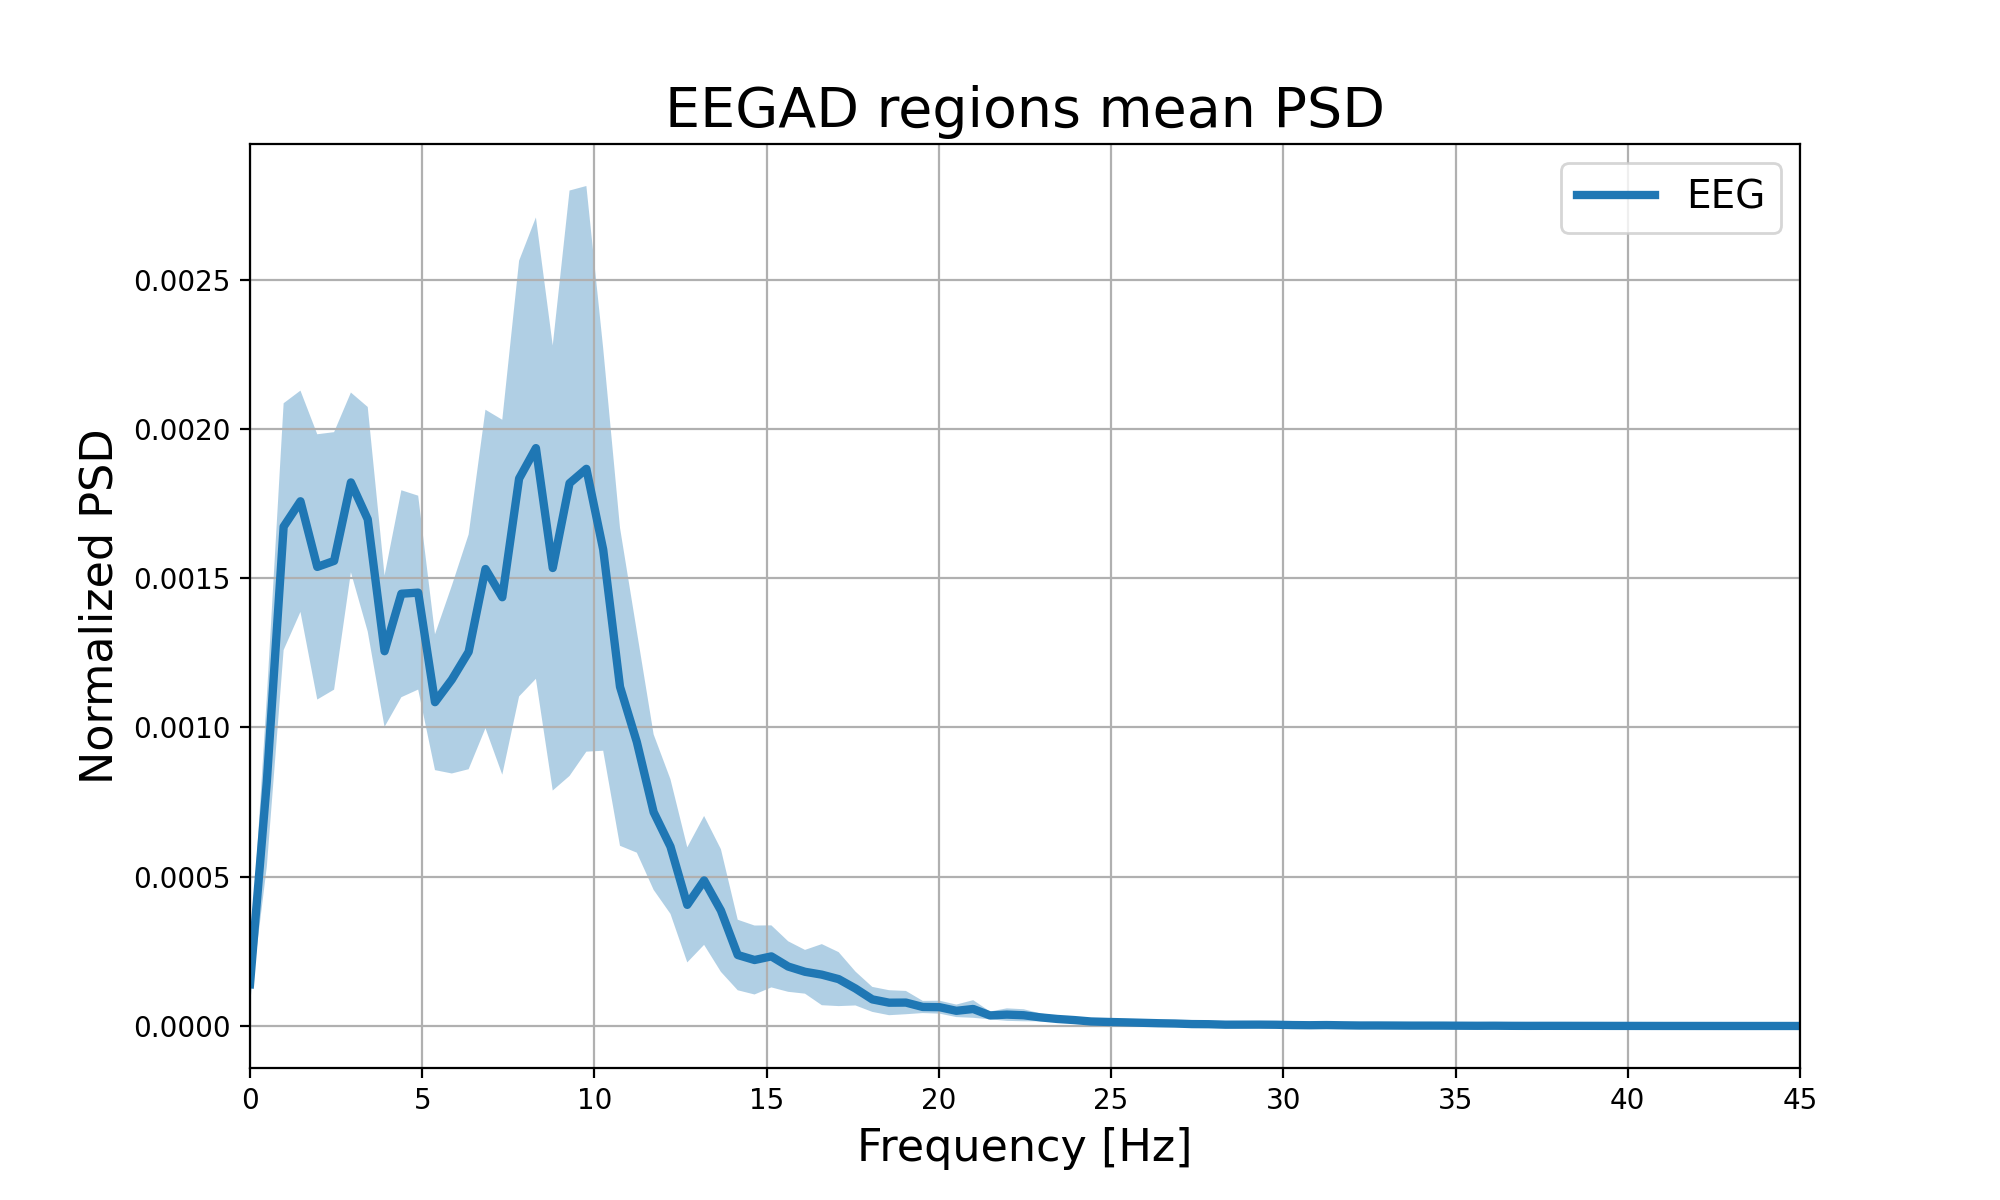 EEGAD regions mean PSD
EEG
Normalized PSD
0.0025
0.0020
0.0015
0.0010
0.0005
0.0000
0 5 10 15 20 25 30 35 40 45
Frequency [Hz]